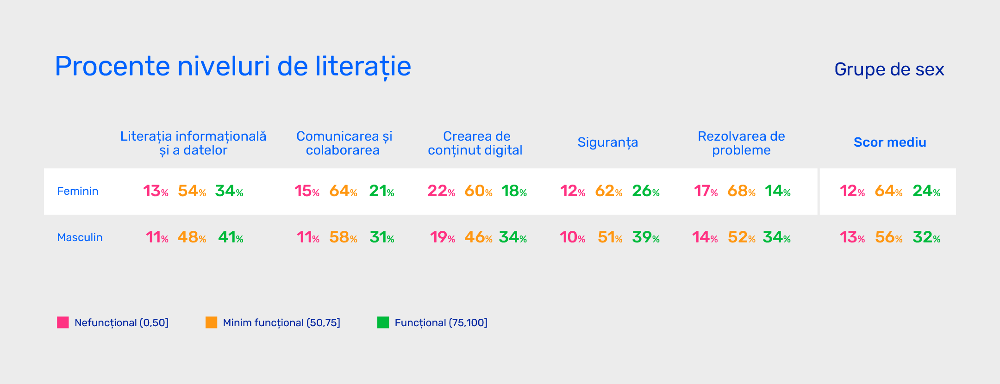 Procente niveluri de literație
Grupe de sex
Literația informațională
și a datelor
Comunicarea și
colaborarea
Crearea de
conținut digital
Siguranța
Rezolvarea de
probleme
Scor mediu
Feminin 13% 54% 34% 15% 64% 21% 22% 60% 18% 12% 62% 26% 17% 68% 14% 12% 64% 24%
Masculin 11% 48% 41% 11% 58% 31% 19% 46% 34% 10% 51% 39% 14% 52% 34% 13% 56% 32%
Nefuncțional (0,50] Minim funcțional (50,75] Funcțional (75,100]